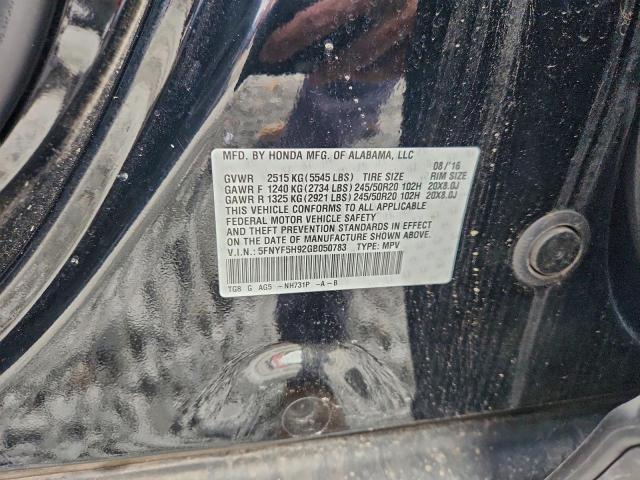 MFD. BY HONDA MFG. OF ALABAMA, LLC 08/'16
GVWR 2515 KG (5545 LBS) TIRE SIZE RIM SIZE
GAWR F 1240 KG (2734 LBS) 245/50R20 102H 20X8.0J
GAWR R 1325 KG (2921 LBS) 245/50R20 102H 20X8.0J
THIS VEHICLE CONFORMS TO ALL APPLICABLE
FEDERAL MOTOR VEHICLE SAFETY
AND THEFT PREVENTION STANDARDS IN EFFECT
ON THE DATE OF MANUFACTURE SHOWN ABOVE.
V.I.N.: 5FNYF5H92GB050783 TYPE: MPV
TG8 G AG5 -NH731P -A-B